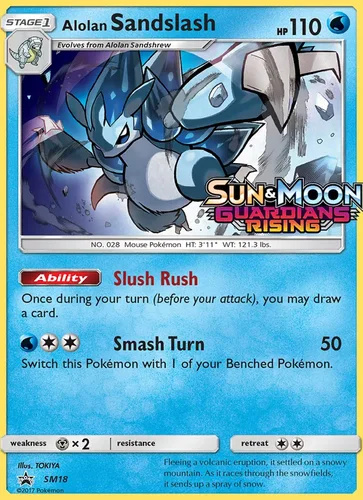 STAGE 1
Alolan Sandslash
HP 110
Evolves from Alolan Sandshrew
SUN & MOON
GUARDIANS
RISING
NO. 028 Mouse Pokémon HT: 3'11" WT: 121.3 lbs.
Ability Slush Rush
Once during your turn (before your attack), you may draw
a card.
Smash Turn 50
Switch this Pokémon with 1 of your Benched Pokémon.
weakness × 2 resistance retreat
Illus. TOKIYA
PROMO SM18
©2017 Pokémon
Fleeing a volcanic eruption, it settled on a snowy
mountain. As it races through the snowfields,
it sends up a spray of snow.